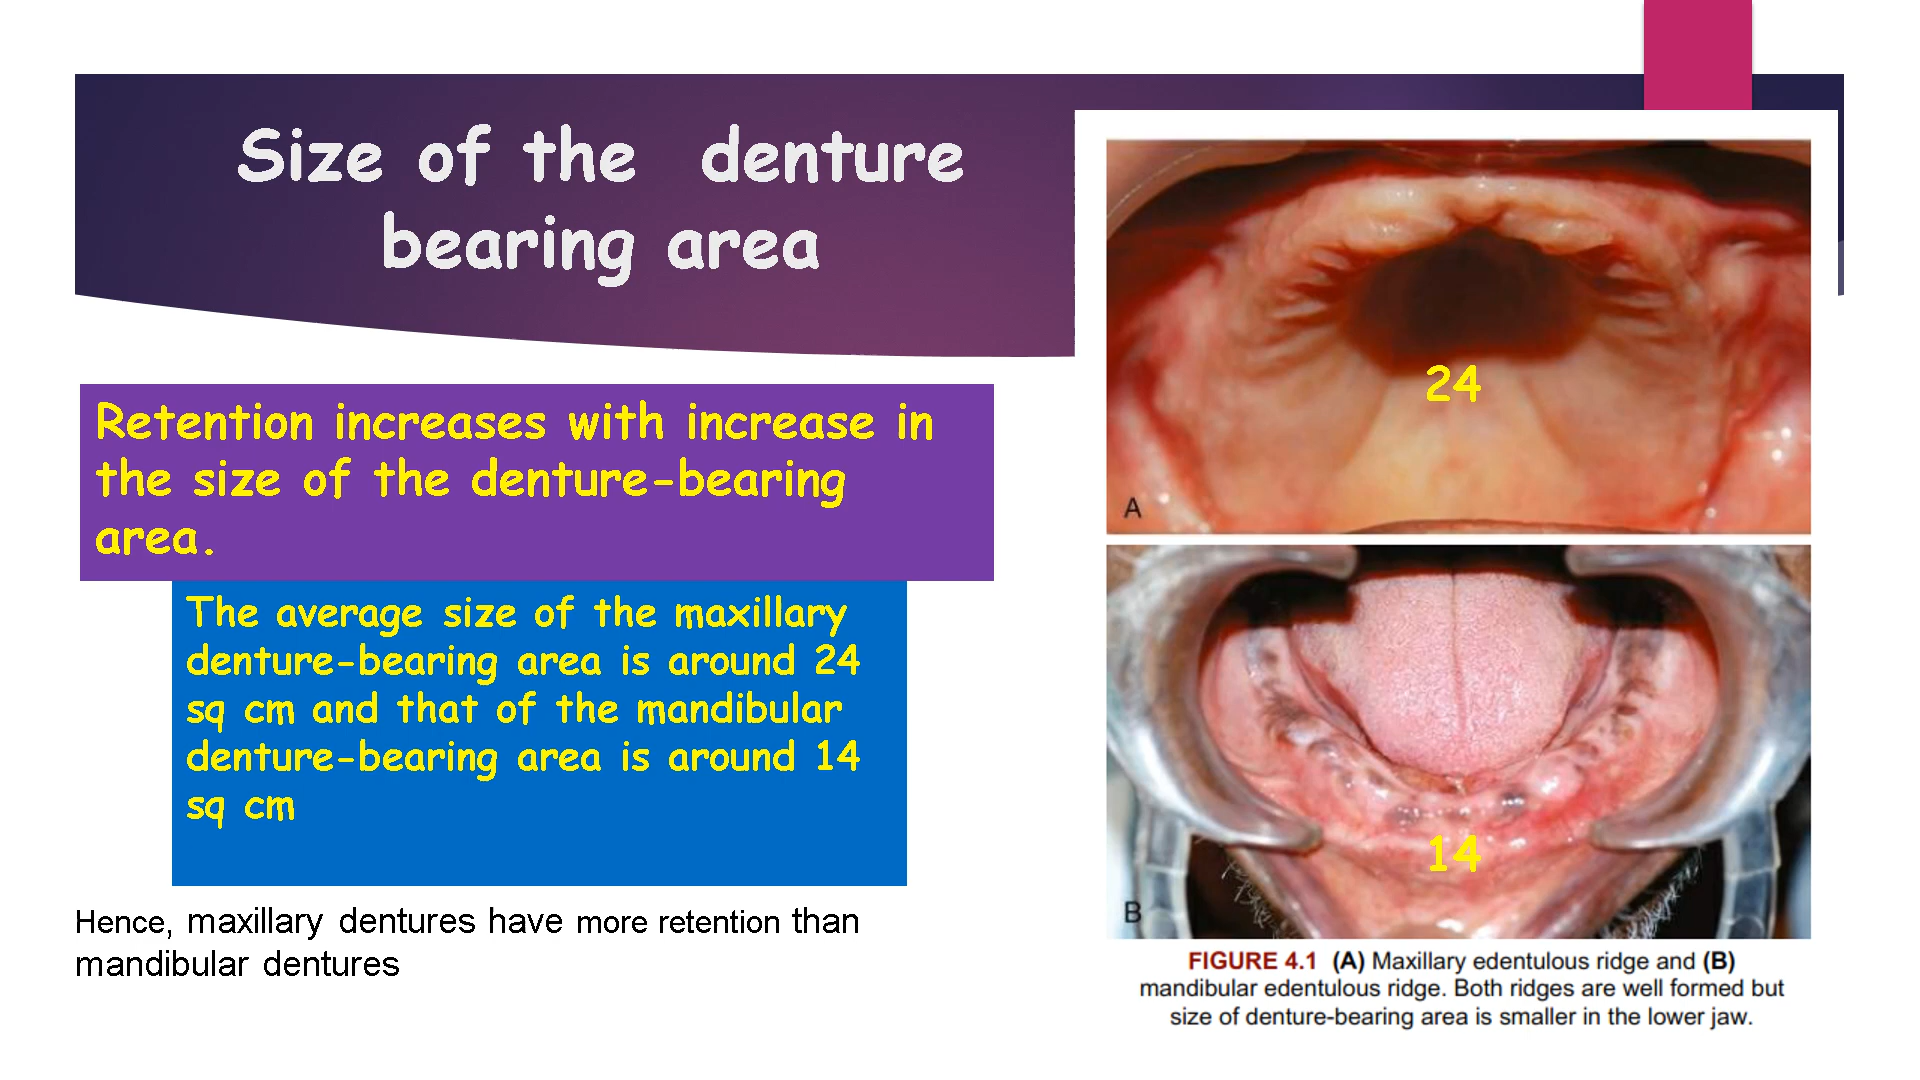 Size of the denture
bearing area
Retention increases with increase in
the size of the denture-bearing
area.
The average size of the maxillary
denture-bearing area is around 24
sq cm and that of the mandibular
denture-bearing area is around 14
sq cm
Hence, maxillary dentures have more retention than
mandibular dentures
24
A
14
B
FIGURE 4.1 (A) Maxillary edentulous ridge and (B)
mandibular edentulous ridge. Both ridges are well formed but
size of denture-bearing area is smaller in the lower jaw.